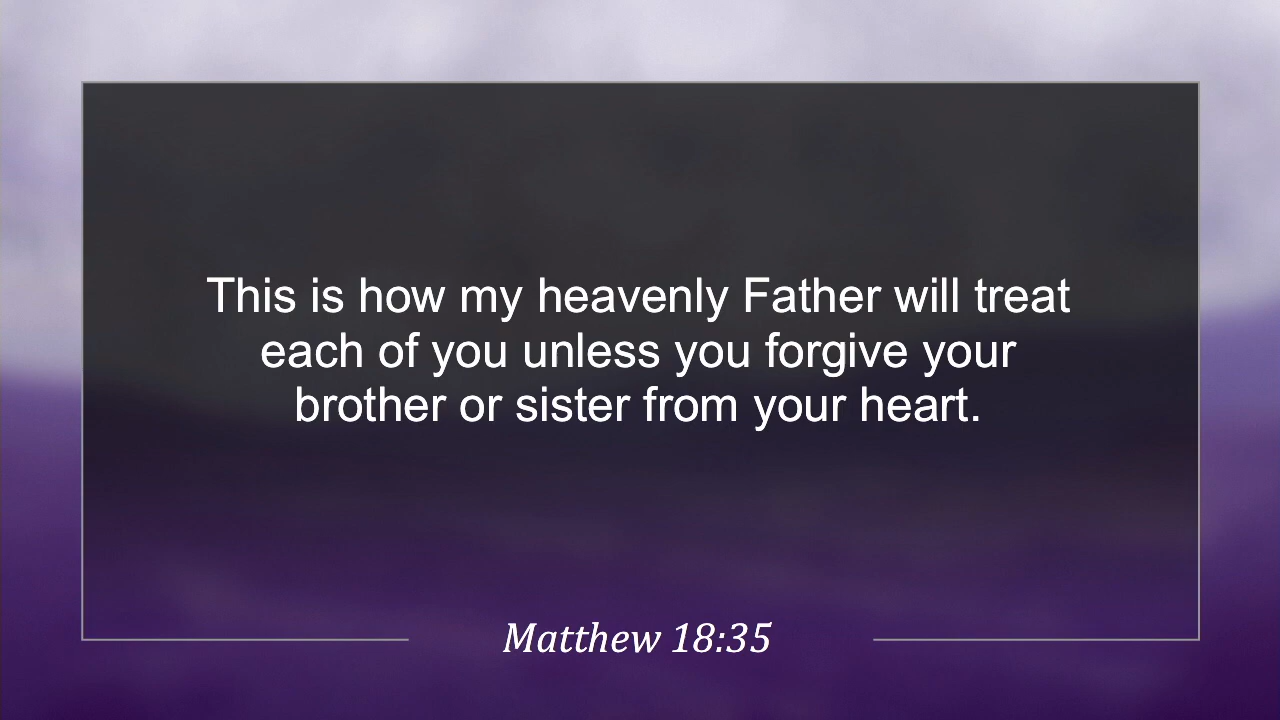 This is how my heavenly Father will treat
each of you unless you forgive your
brother or sister from your heart.
Matthew 18:35